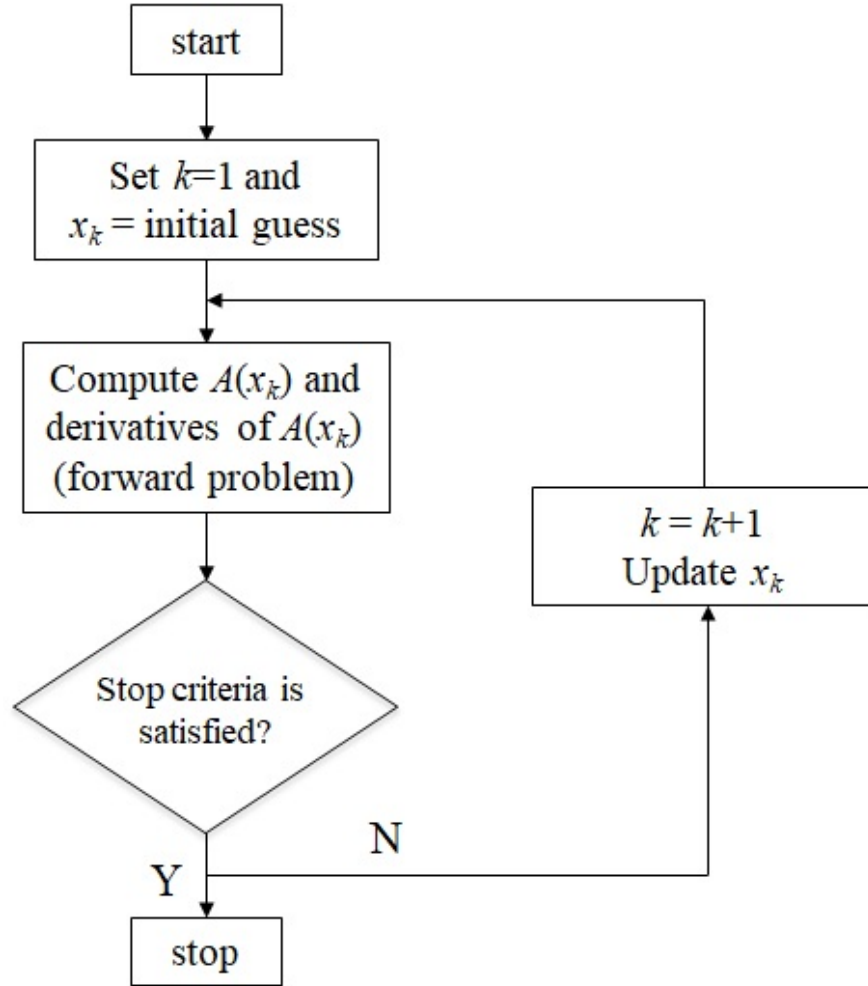 start
Set k=1 and
xₖ = initial guess
Compute A(xₖ) and
derivatives of A(xₖ)
(forward problem)
k = k+1
Update xₖ
Stop criteria is
satisfied?
N
Y
stop